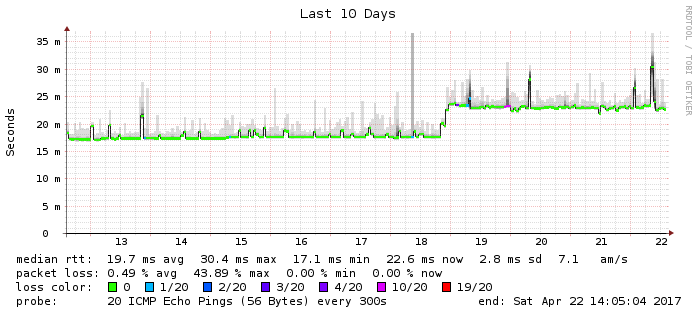 Last 10 Days
RRDTOOL / TOBI OETIKER
Seconds
35 m
30 m
25 m
20 m
15 m
10 m
5 m
0
13 14 15 16 17 18 19 20 21 22
median rtt: 19.7 ms avg 30.4 ms max 17.1 ms min 22.6 ms now 2.8 ms sd 7.1 am/s
packet loss: 0.49 % avg 43.89 % max 0.00 % min 0.00 % now
loss color: 0 1/20 2/20 3/20 4/20 10/20 19/20
probe: 20 ICMP Echo Pings (56 Bytes) every 300s end: Sat Apr 22 14:05:04 2017